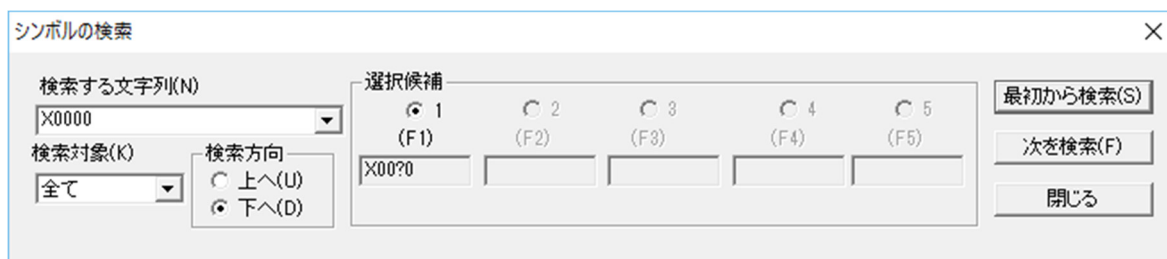 シンボルの検索
検索する文字列(N)
X0000
検索対象(K)
全て
検索方向
上へ(U)
下へ(D)
選択候補
1
(F1)
X00?0
2
(F2)
3
(F3)
4
(F4)
5
(F5)
最初から検索(S)
次を検索(F)
閉じる